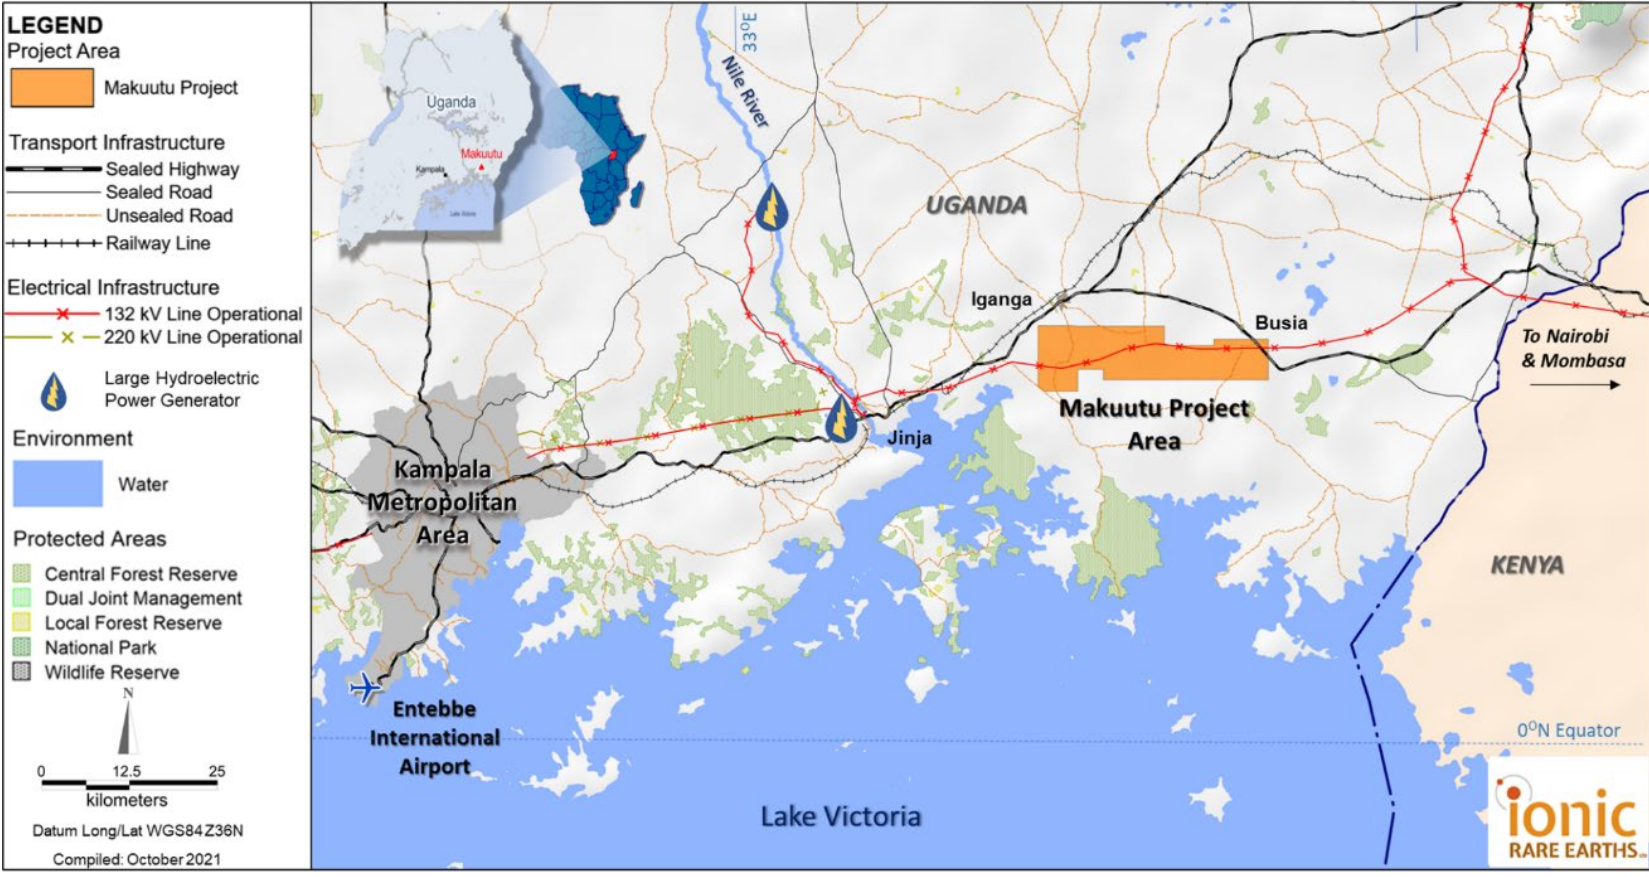 LEGEND
Project Area
Makuutu Project
Transport Infrastructure
Sealed Highway
Sealed Road
Unsealed Road
Railway Line
Electrical Infrastructure
132 kV Line Operational
220 kV Line Operational
Large Hydroelectric
Power Generator
Environment
Water
Protected Areas
Central Forest Reserve
Dual Joint Management
Local Forest Reserve
National Park
Wildlife Reserve
N
0 12.5 25
kilometers
Datum Long/Lat WGS84 Z36N
Compiled: October 2021
Uganda
Makuutu
Kampala
Lake
33°E
Nile River
UGANDA
Iganga
Busia
To Nairobi
& Mombasa
Makuutu Project
Area
Jinja
Kampala
Metropolitan
Area
KENYA
Entebbe
International
Airport
0°N Equator
Lake Victoria
ionic
RARE EARTHS